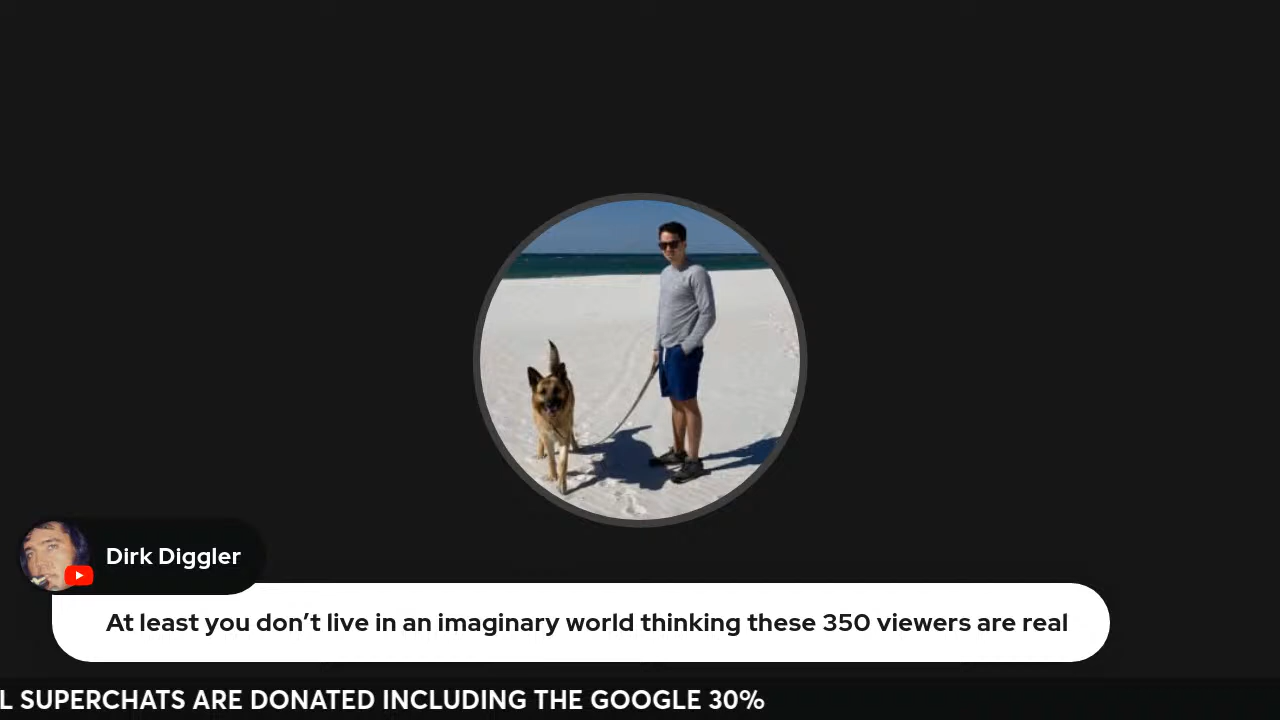 Dirk Diggler
At least you don’t live in an imaginary world thinking these 350 viewers are real
L SUPERCHATS ARE DONATED INCLUDING THE GOOGLE 30%